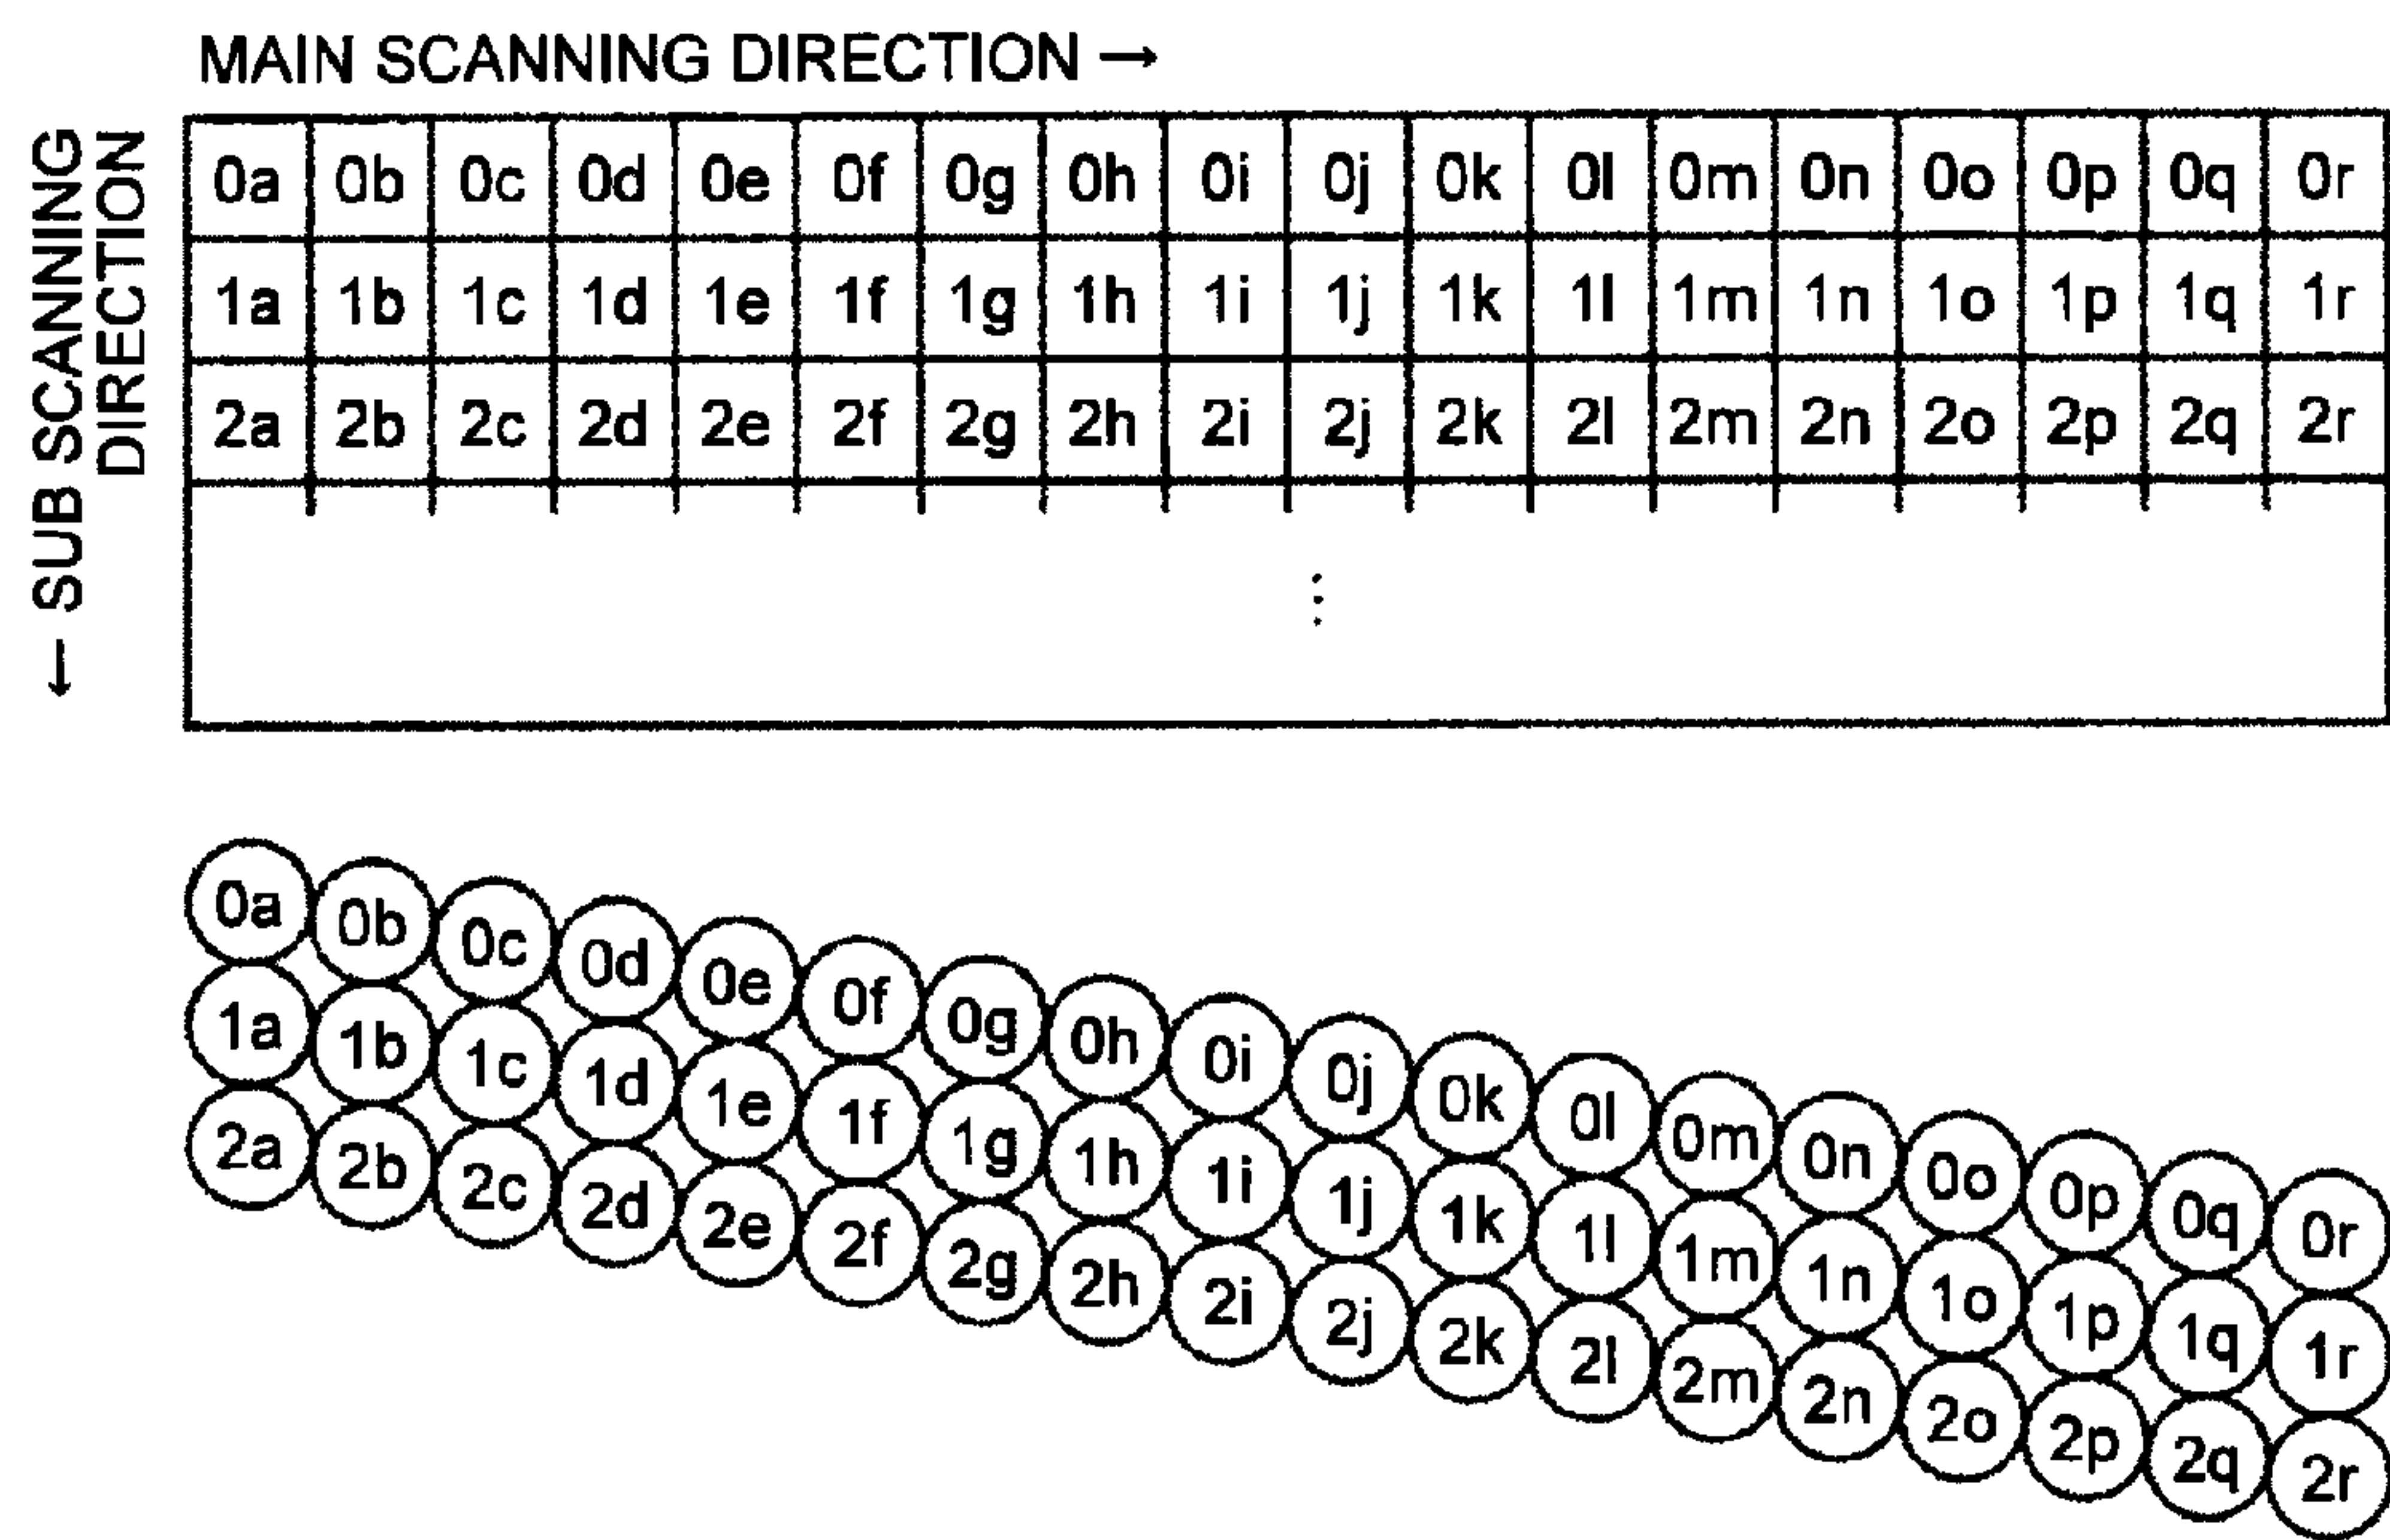 MAIN SCANNING DIRECTION →
← SUB SCANNING
DIRECTION
0a 0b 0c 0d 0e 0f 0g 0h 0i 0j 0k 0l 0m 0n 0o 0p 0q 0r
1a 1b 1c 1d 1e 1f 1g 1h 1i 1j 1k 1l 1m 1n 1o 1p 1q 1r
2a 2b 2c 2d 2e 2f 2g 2h 2i 2j 2k 2l 2m 2n 2o 2p 2q 2r
⋮
0a 0b 0c 0d 0e 0f 0g 0h 0i 0j 0k 0l 0m 0n 0o 0p 0q 0r
1a 1b 1c 1d 1e 1f 1g 1h 1i 1j 1k 1l 1m 1n 1o 1p 1q 1r
2a 2b 2c 2d 2e 2f 2g 2h 2i 2j 2k 2l 2m 2n 2o 2p 2q 2r